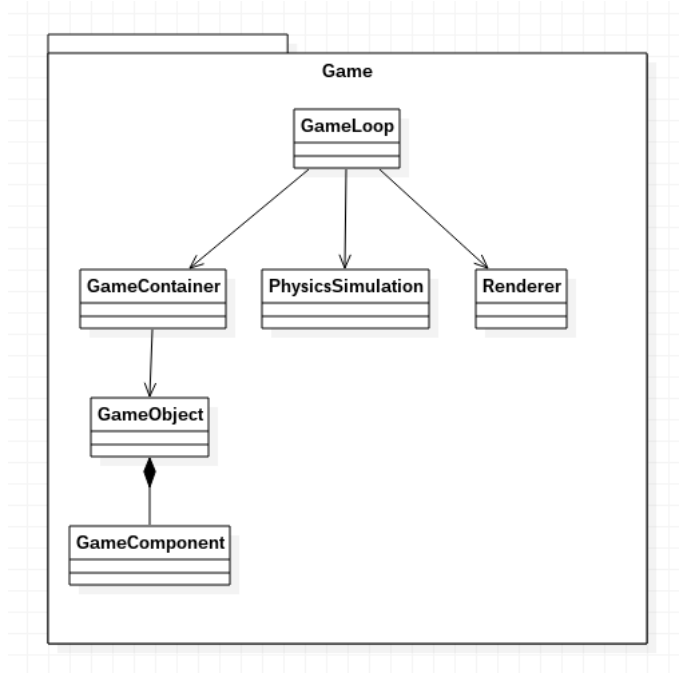 Game
GameLoop
GameContainer
PhysicsSimulation
Renderer
GameObject
GameComponent